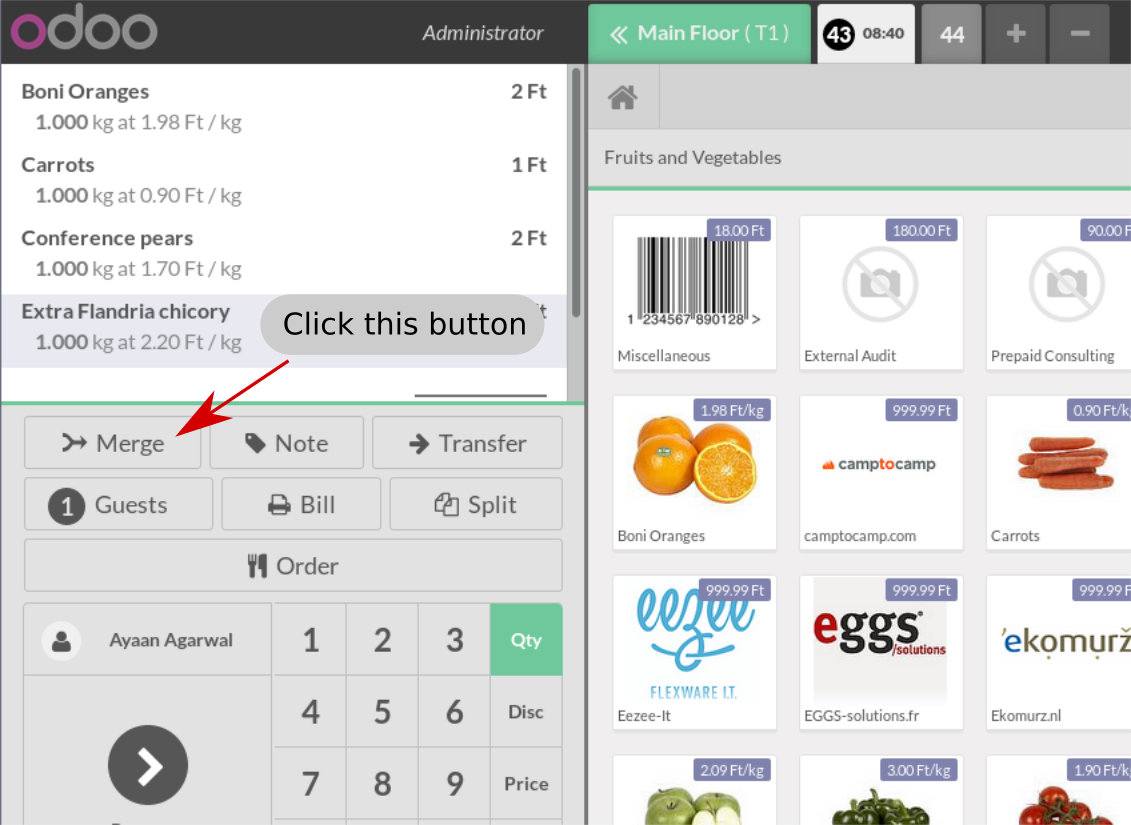 odoo
Administrator
Main Floor ( T1 )
43 08:40
44
Boni Oranges 2 Ft
1.000 kg at 1.98 Ft / kg
Carrots 1 Ft
1.000 kg at 0.90 Ft / kg
Conference pears 2 Ft
1.000 kg at 1.70 Ft / kg
Extra Flandria chicory
1.000 kg at 2.20 Ft / kg
Click this button
Merge
Note
Transfer
1 Guests
Bill
Split
Order
Ayaan Agarwal
1 2 3 Qty
4 5 6 Disc
7 8 9 Price
Fruits and Vegetables
18.00 Ft
1 234567 890128 >
Miscellaneous
180.00 Ft
External Audit
90.00 F
Prepaid Consulting
1.98 Ft/kg
Boni Oranges
999.99 Ft
camptocamp
camptocamp.com
0.90 Ft/k
Carrots
999.99 Ft
eezee
FLEXWARE I.T.
Eezee-It
999.99 Ft
eggs
/solutions
EGGS-solutions.fr
999.99 F
'ekomurž
Ekomurz.nl
2.09 Ft/kg
3.00 Ft/kg
1.90 Ft/k